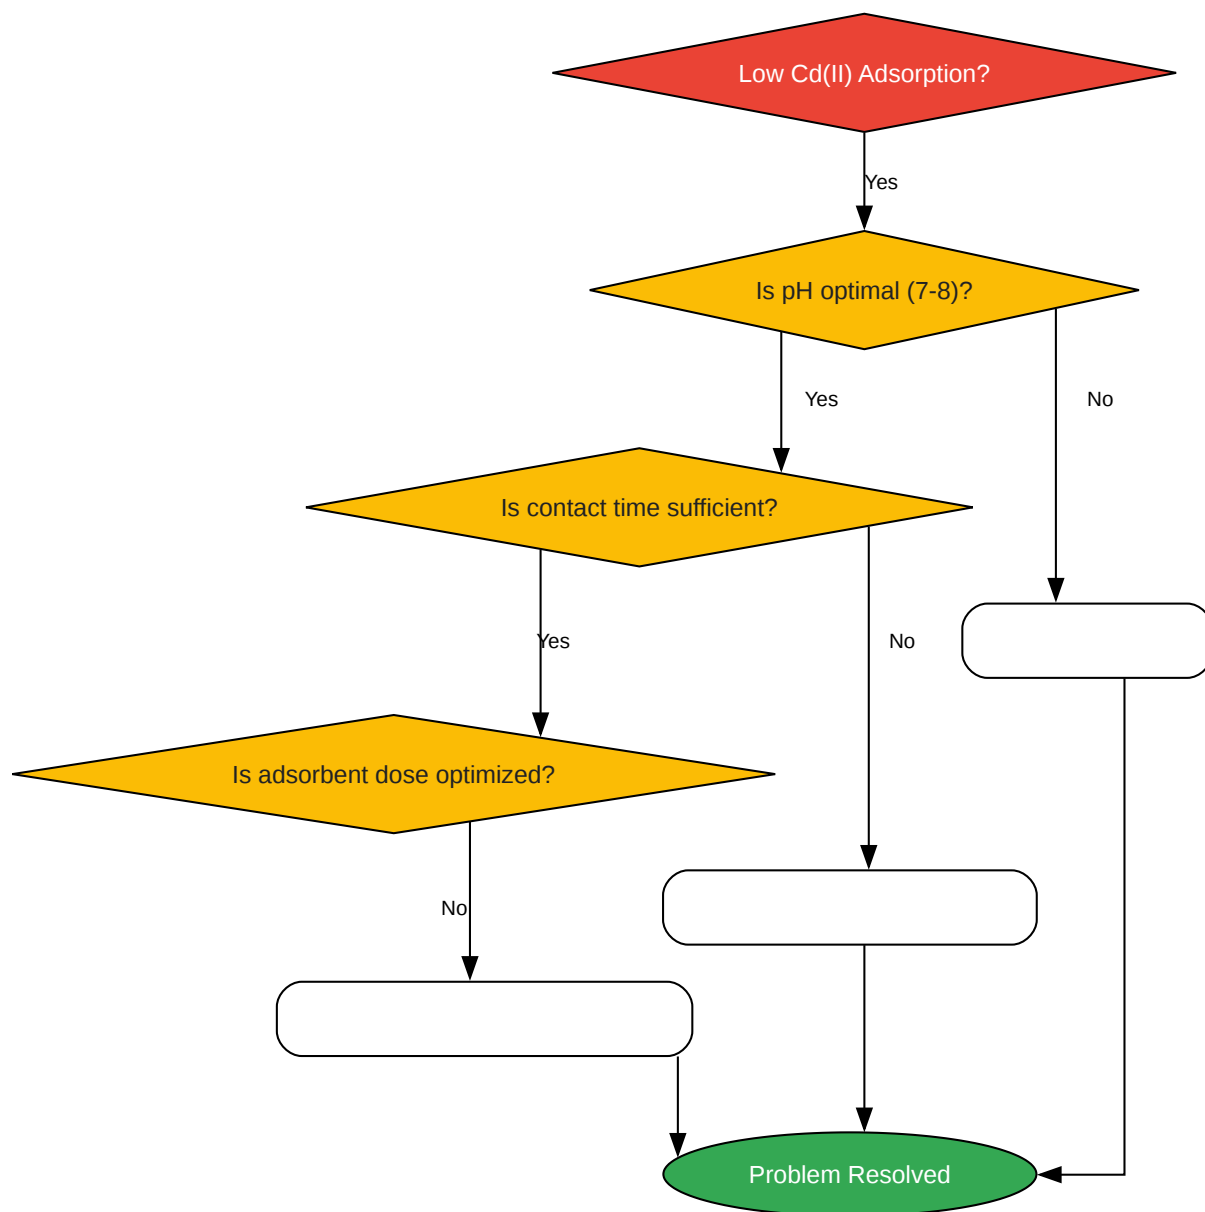 Low Cd(II) Adsorption?
Yes
Is pH optimal (7-8)?
Yes
No
Is contact time sufficient?
Yes
No
Is adsorbent dose optimized?
No
Problem Resolved